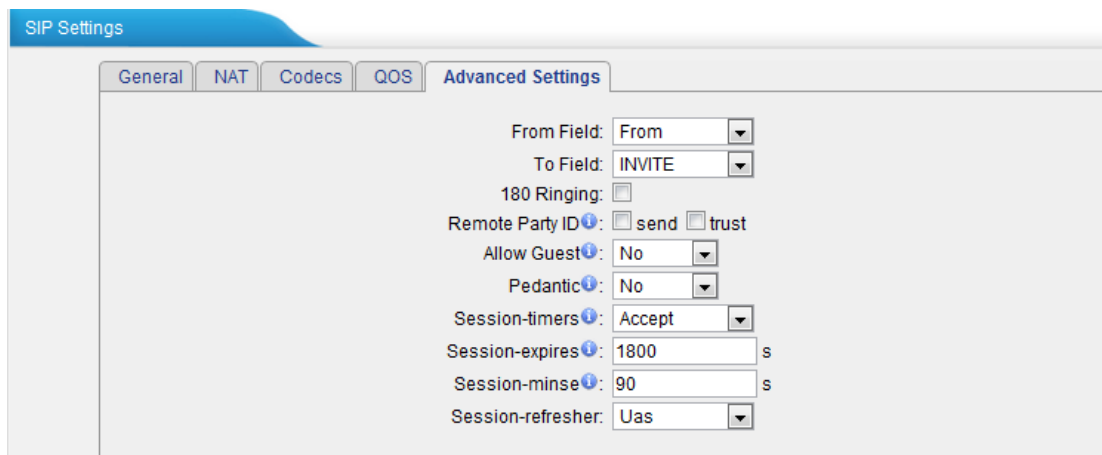 SIP Settings
General NAT Codecs QOS Advanced Settings
From Field: From
To Field: INVITE
180 Ringing:
Remote Party ID i: send trust
Allow Guest i: No
Pedantic i: No
Session-timers i: Accept
Session-expires i: 1800 s
Session-minse i: 90 s
Session-refresher: Uas